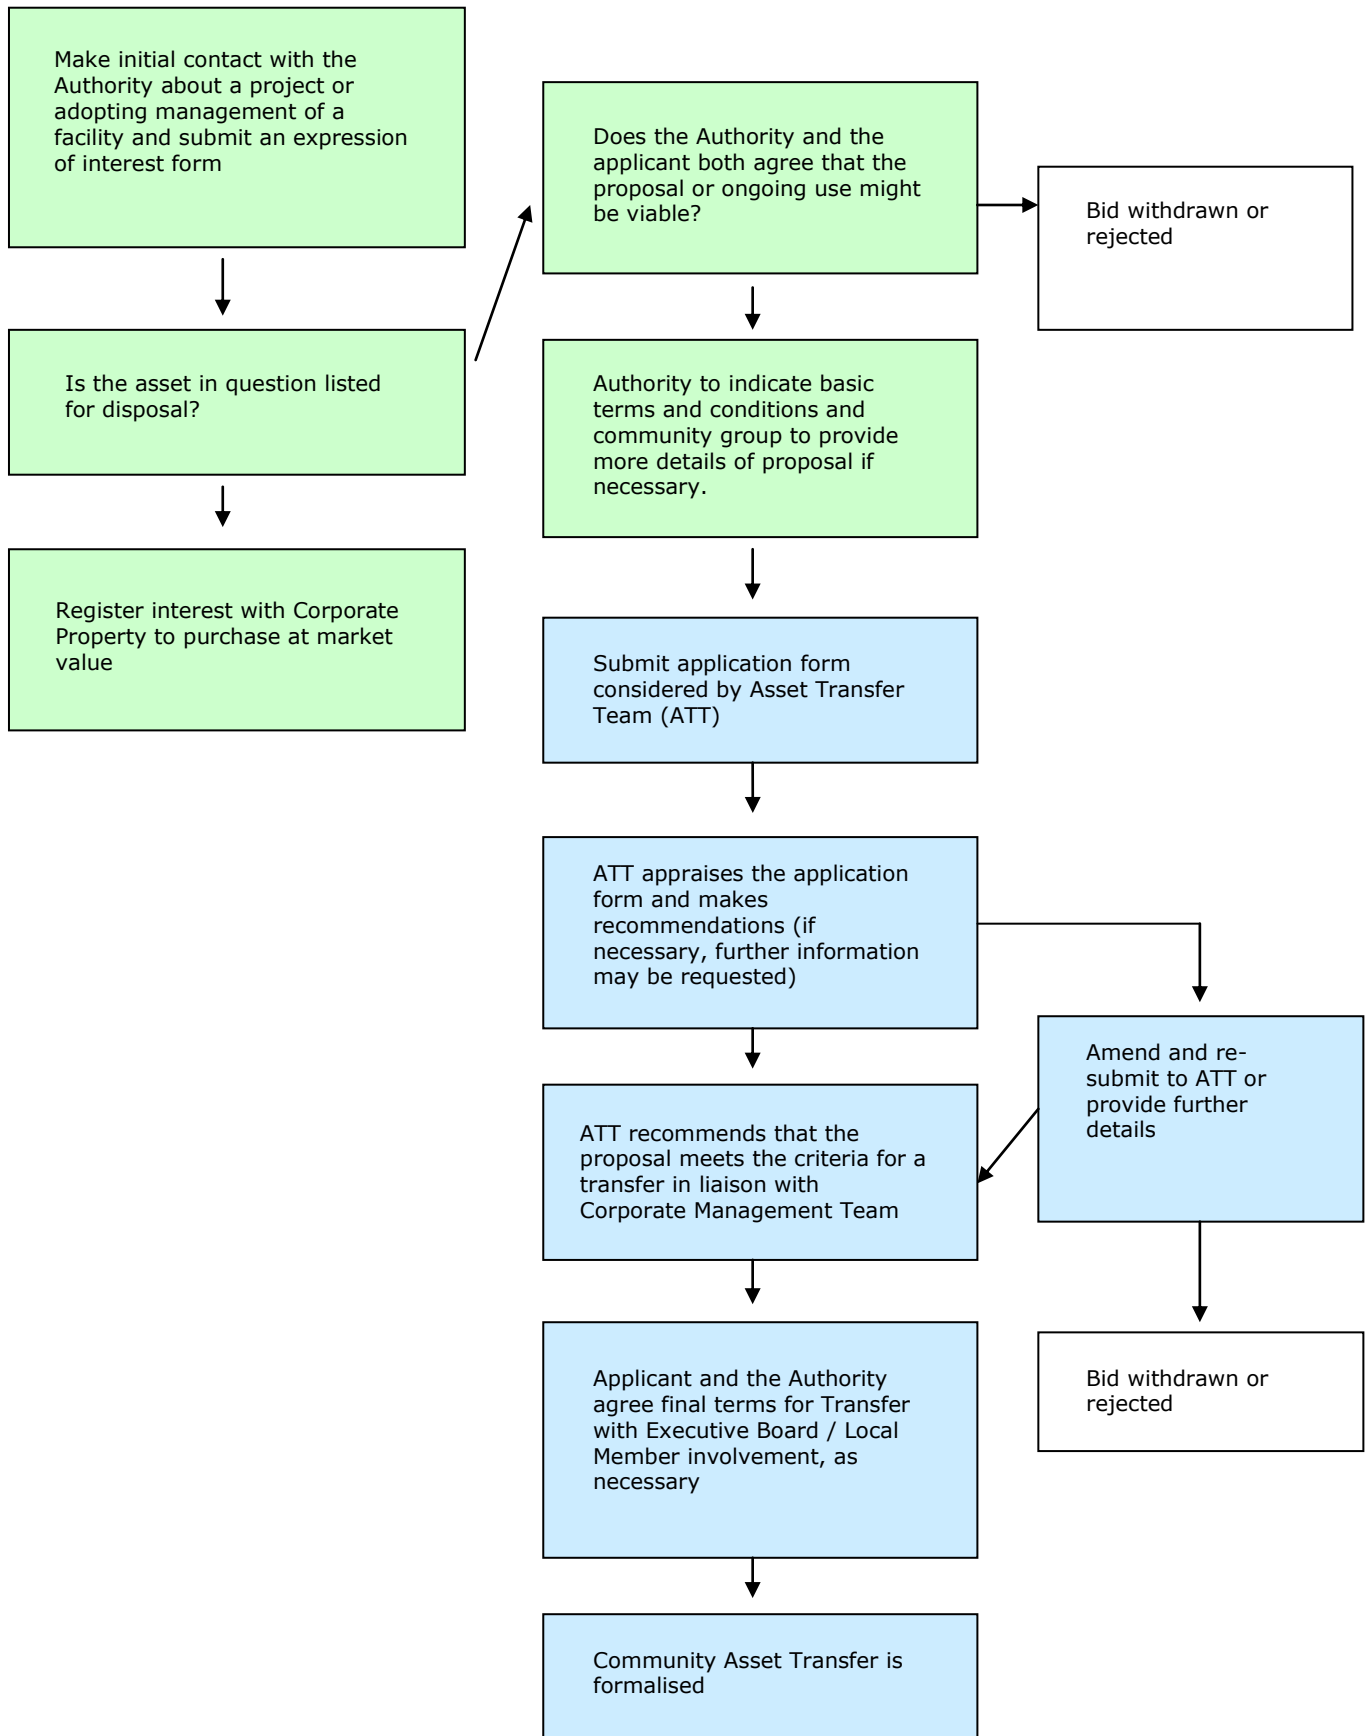 Make initial contact with the
Authority about a project or
adopting management of a
facility and submit an expression
of interest form
Is the asset in question listed
for disposal?
Register interest with Corporate
Property to purchase at market
value
Does the Authority and the
applicant both agree that the
proposal or ongoing use might
be viable?
Bid withdrawn or
rejected
Authority to indicate basic
terms and conditions and
community group to provide
more details of proposal if
necessary.
Submit application form
considered by Asset Transfer
Team (ATT)
ATT appraises the application
form and makes
recommendations (if
necessary, further information
may be requested)
Amend and re-
submit to ATT or
provide further
details
ATT recommends that the
proposal meets the criteria for a
transfer in liaison with
Corporate Management Team
Bid withdrawn or
rejected
Applicant and the Authority
agree final terms for Transfer
with Executive Board / Local
Member involvement, as
necessary
Community Asset Transfer is
formalised